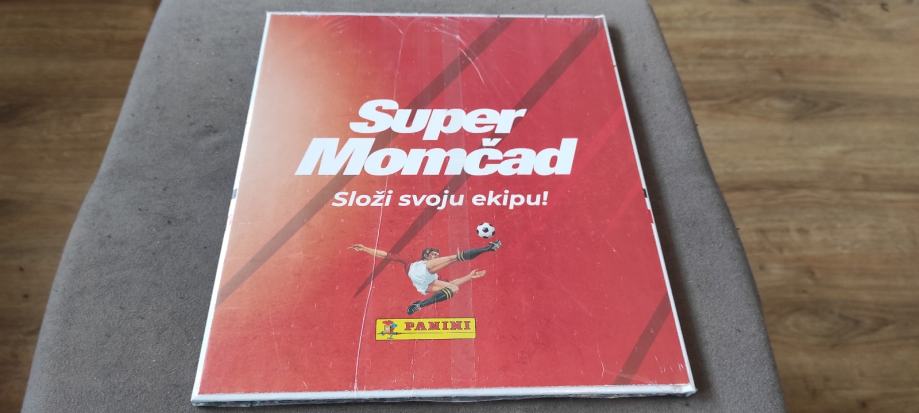 Super
Momčad
Složi svoju ekipu!
PANINI